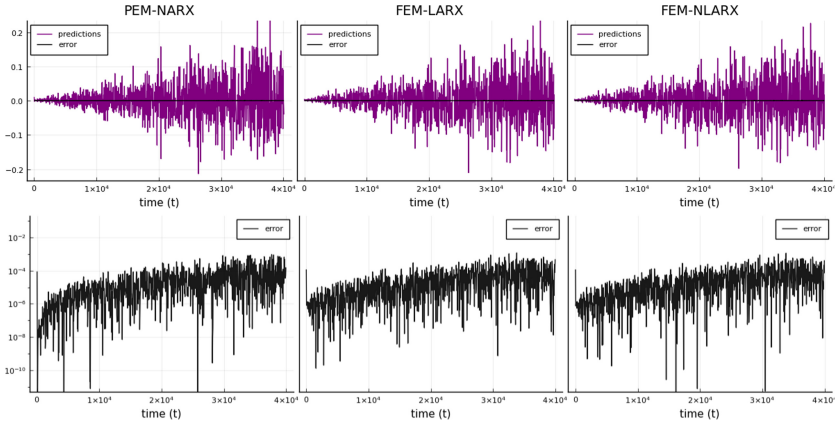 PEM-NARX
FEM-LARX
FEM-NLARX
predictions
error
predictions
error
predictions
error
0.2
0.1
0.0
−0.1
−0.2
0
1×10⁴
2×10⁴
3×10⁴
4×10⁴
0
1×10⁴
2×10⁴
3×10⁴
4×10⁴
0
1×10⁴
2×10⁴
3×10⁴
4×10⁴
time (t)
time (t)
time (t)
error
error
error
10⁻²
10⁻⁴
10⁻⁶
10⁻⁸
10⁻¹⁰
0
1×10⁴
2×10⁴
3×10⁴
4×10⁴
0
1×10⁴
2×10⁴
3×10⁴
4×10⁴
0
1×10⁴
2×10⁴
3×10⁴
4×10⁴
time (t)
time (t)
time (t)